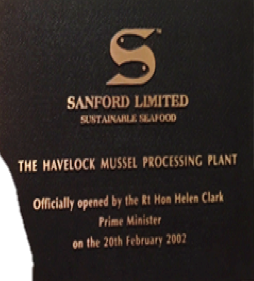 SANFORD LIMITED
SUSTAINABLE SEAFOOD
THE HAVELOCK MUSSEL PROCESSING PLANT
Officially opened by the Rt Hon Helen Clark
Prime Minister
on the 20th February 2002